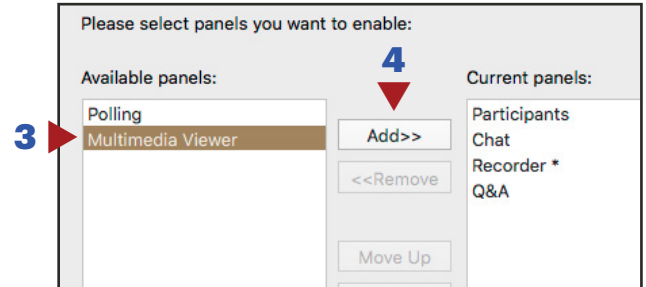 Please select panels you want to enable:
4
Available panels:
Current panels:
Polling
Participants
3
Multimedia Viewer
Add>>
Chat
<<Remove
Recorder *
Q&A
Move Up